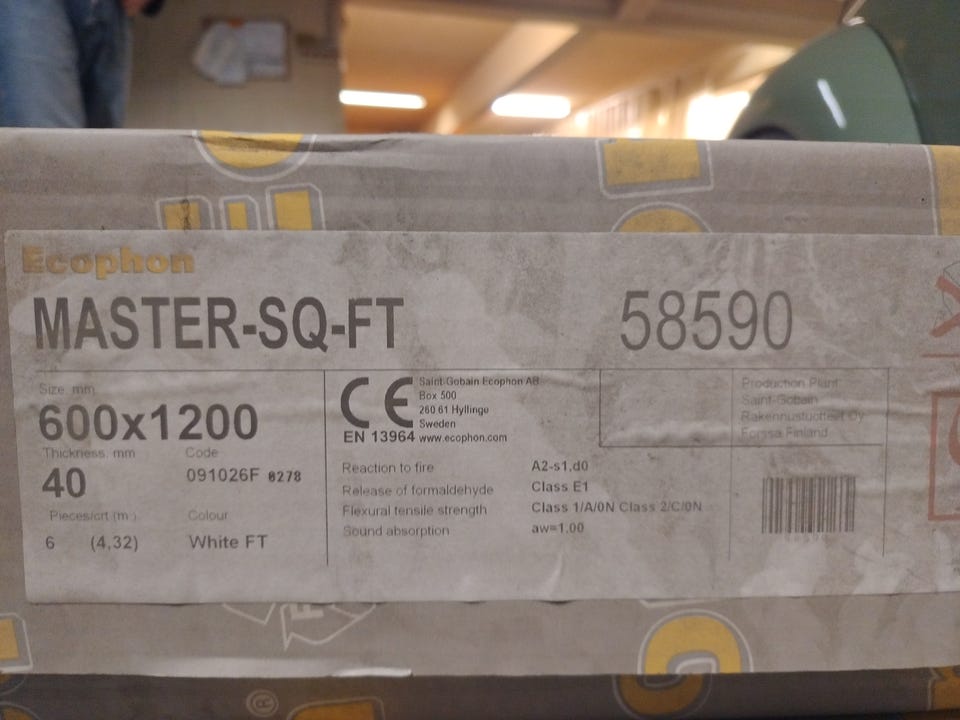 Ecophon
MASTER-SQ-FT
58590
Size mm
600x1200
Thickness. mm
Code
40
091026F 8278
Pieces/crt (m )
Colour
6 (4,32)
White FT
CE
EN 13964
Saint-Gobain Ecophon AB
Box 500
260 61 Hyllinge
Sweden
www.ecophon.com
Reaction to fire A2-s1,d0
Release of formaldehyde Class E1
Flexural tensile strength Class 1/A/0N Class 2/C/0N
Sound absorption aw=1.00
Production Plant
Saint-Gobain
Rakennustuotteet Oy
Forssa Finland